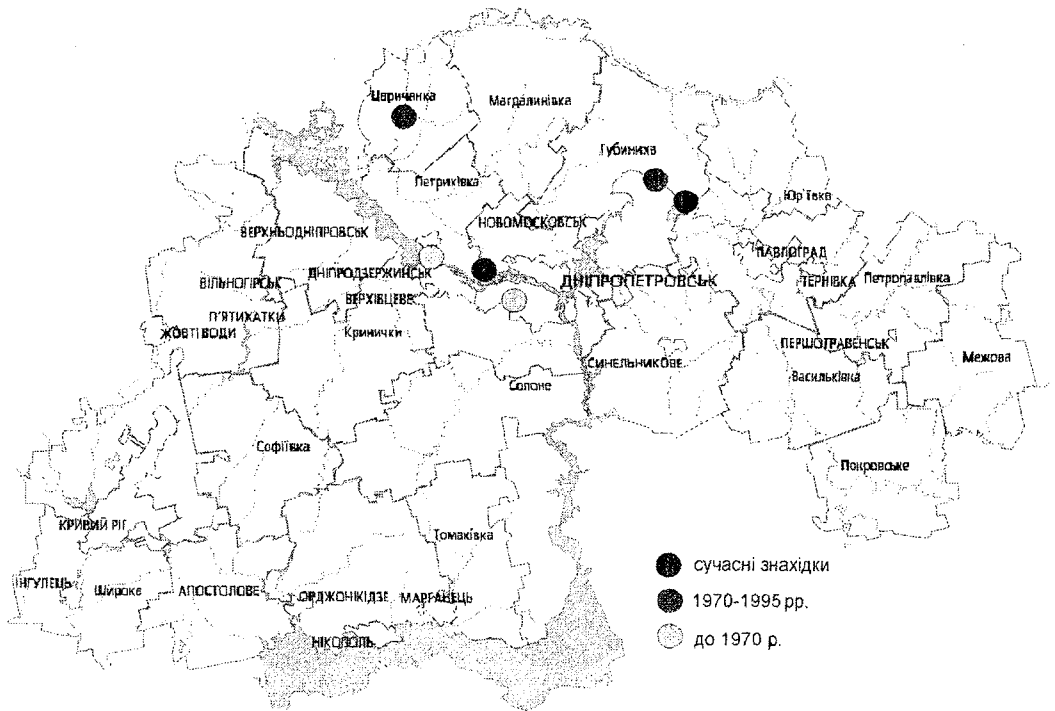 Царичанка
Магдалинівка
Губиниха
Петриківка
Юр'ївка
НОВОМОСКОВСЬК
ВЕРХНЬОДНІПРОВСЬК
ПАВЛОГРАД
ДНІПРОДЗЕРЖИНСЬК
ВІЛЬНОГІРСЬК
ДНІПРОПЕТРОВСЬК
ТЕРНІВКА
Петропавлівка
ВЕРХІВЦЕВЕ
П'ЯТИХАТКИ
ЖОВТІ ВОДИ
Кринички
ПЕРШОТРАВЕНСЬК
Межова
СИНЕЛЬНИКОВЕ
Васильківка
Солоне
Софіївка
Покровське
КРИВИЙ РІГ
Томаківка
сучасні знахідки
ІНГУЛЕЦЬ
Широке
АПОСТОЛОВЕ
ОРДЖОНІКІДЗЕ
МАРГАНЕЦЬ
1970-1995 рр.
НІКОПОЛЬ
до 1970 р.